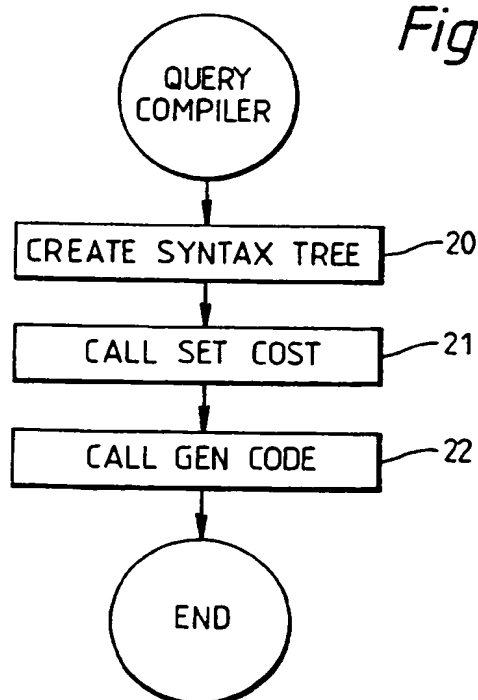 Fig
QUERY
COMPILER
CREATE SYNTAX TREE
20
CALL SET COST
21
CALL GEN CODE
22
END